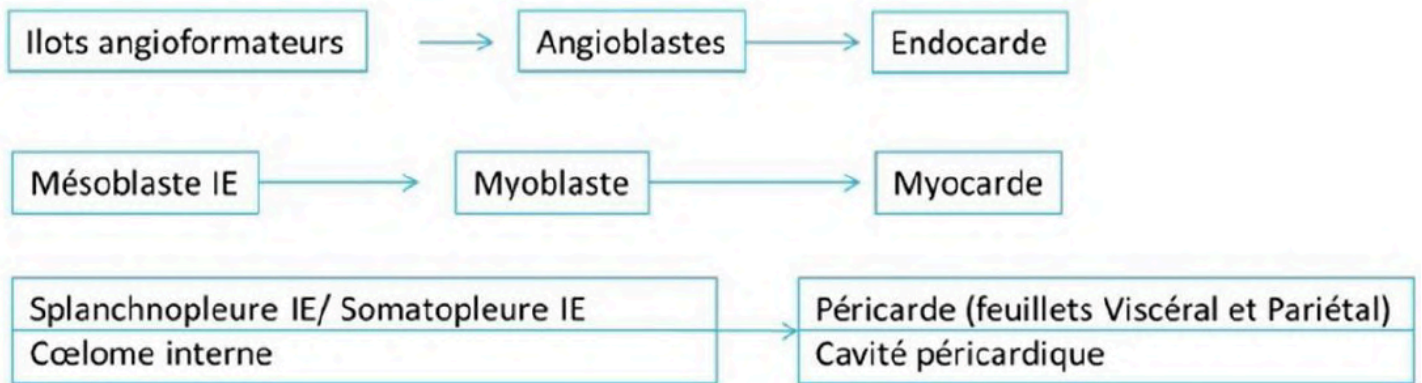 Ilots angioformateurs Angioblastes Endocarde
Mésoblaste IE Myoblaste Myocarde
Splanchnopleure IE/ Somatopleure IE Péricarde (feuillets Viscéral et Pariétal)
Cœlome interne Cavité péricardique